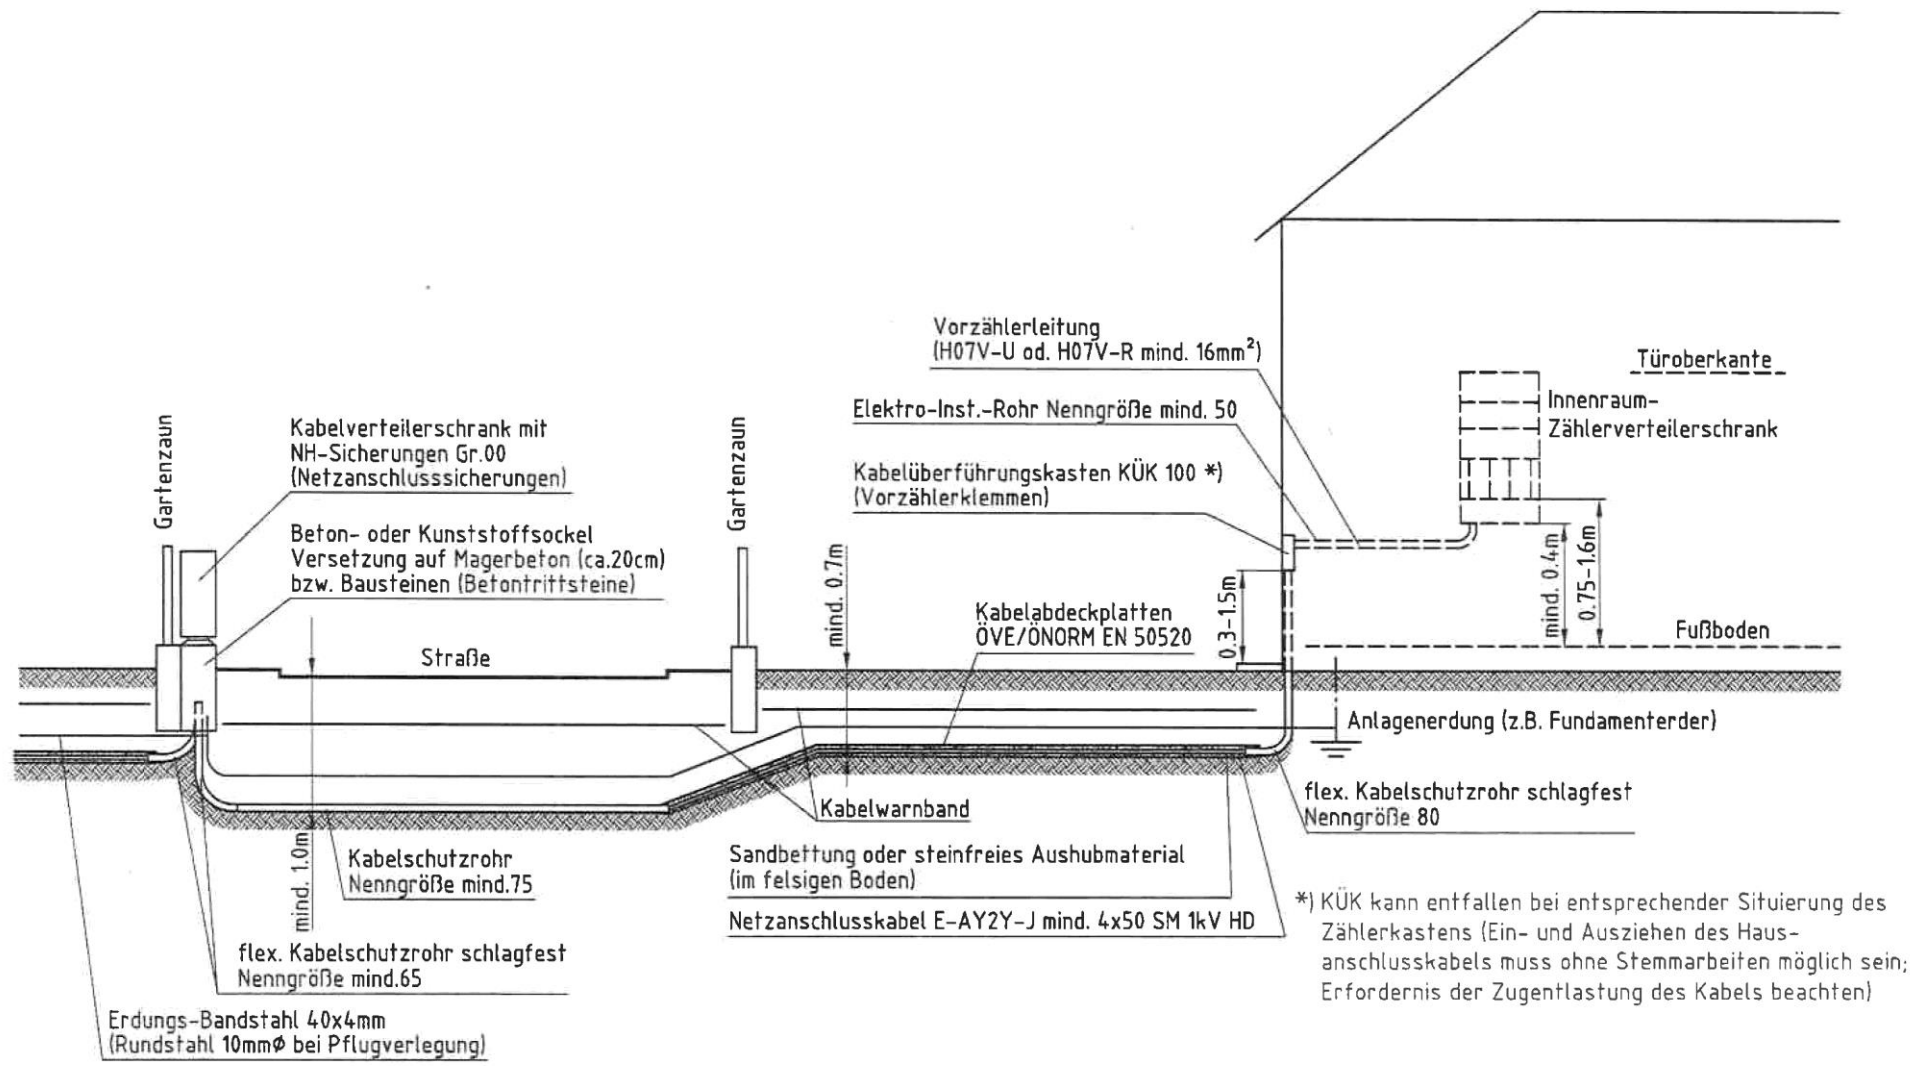 Vorzählerleitung
(H07V-U od. H07V-R mind. 16mm²)
Türoberkante
Elektro-Inst.-Rohr Nenngröße mind. 50
Innenraum-
Zählerverteilerschrank
Gartenzaun
Kabelverteilerschrank mit
NH-Sicherungen Gr.00
(Netzanschlusssicherungen)
Gartenzaun
Kabelüberführungskasten KÜK 100 *)
(Vorzählerklemmen)
Beton- oder Kunststoffsockel
Versetzung auf Magerbeton (ca.20cm)
bzw. Bausteinen (Betontrittsteine)
mind. 0.7m
Kabelabdeckplatten
ÖVE/ÖNORM EN 50520
0.3-1.5m
mind. 0.4m
0.75-1.6m
Fußboden
Straße
Anlagenerdung (z.B. Fundamenterder)
Kabelwarnband
flex. Kabelschutzrohr schlagfest
Nenngröße 80
mind. 1.0m
Kabelschutzrohr
Nenngröße mind.75
Sandbettung oder steinfreies Aushubmaterial
(im felsigen Boden)
Netzanschlusskabel E-AY2Y-J mind. 4x50 SM 1kV HD
*) KÜK kann entfallen bei entsprechender Situierung des
Zählerkastens (Ein- und Ausziehen des Haus-
anschlusskabels muss ohne Stemmarbeiten möglich sein;
Erfordernis der Zugentlastung des Kabels beachten)
flex. Kabelschutzrohr schlagfest
Nenngröße mind.65
Erdungs-Bandstahl 40x4mm
(Rundstahl 10mmϕ bei Pflugverlegung)